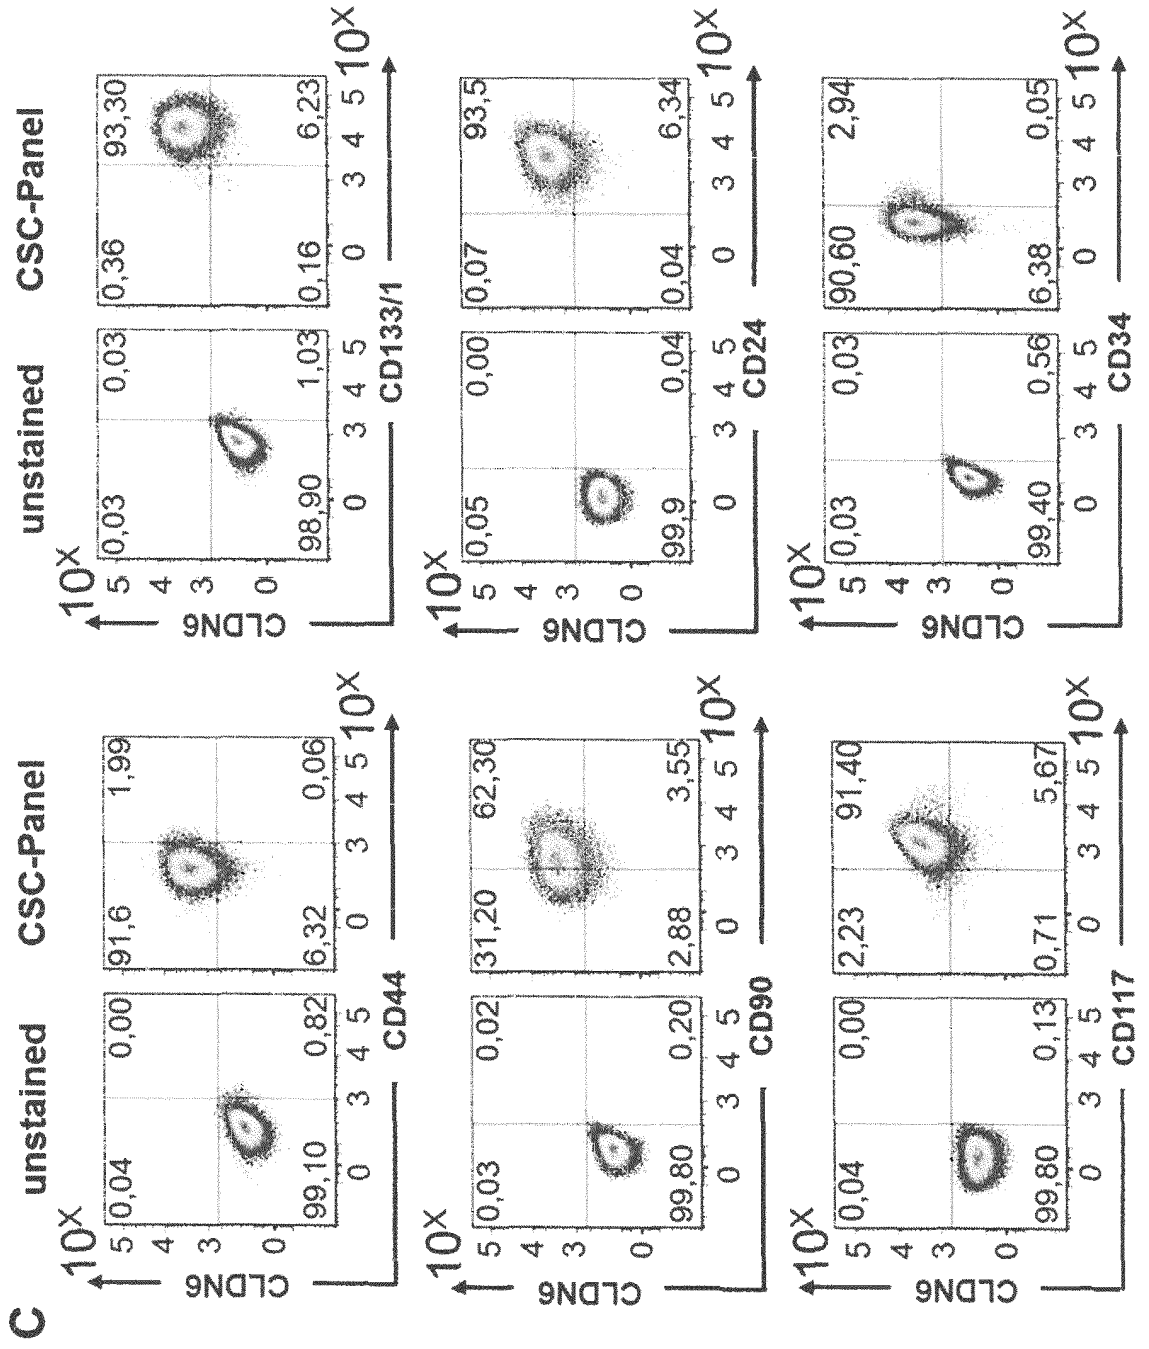 C
unstained
CSC-Panel
unstained
CSC-Panel
10X
5
4
3
0
CLDN6
0,04 0,00
99,10 0,82
0 3 4 5
91,6 1,99
6,32 0,06
0 3 4 5
10X
CD44
10X
5
4
3
0
CLDN6
0,03 0,03
98,90 1,03
0 3 4 5
0,36 93,30
0,16 6,23
0 3 4 5
10X
CD133/1
10X
5
4
3
0
CLDN6
0,03 0,02
99,80 0,20
0 3 4 5
31,20 62,30
2,88 3,55
0 3 4 5
10X
CD90
10X
5
4
3
0
CLDN6
0,05 0,00
99,9 0,04
0 3 4 5
0,07 93,5
0,04 6,34
0 3 4 5
10X
CD24
10X
5
4
3
0
CLDN6
0,04 0,00
99,80 0,13
0 3 4 5
2,23 91,40
0,71 5,67
0 3 4 5
10X
CD117
10X
5
4
3
0
CLDN6
0,03 0,03
99,40 0,56
0 3 4 5
90,60 2,94
6,38 0,05
0 3 4 5
10X
CD34